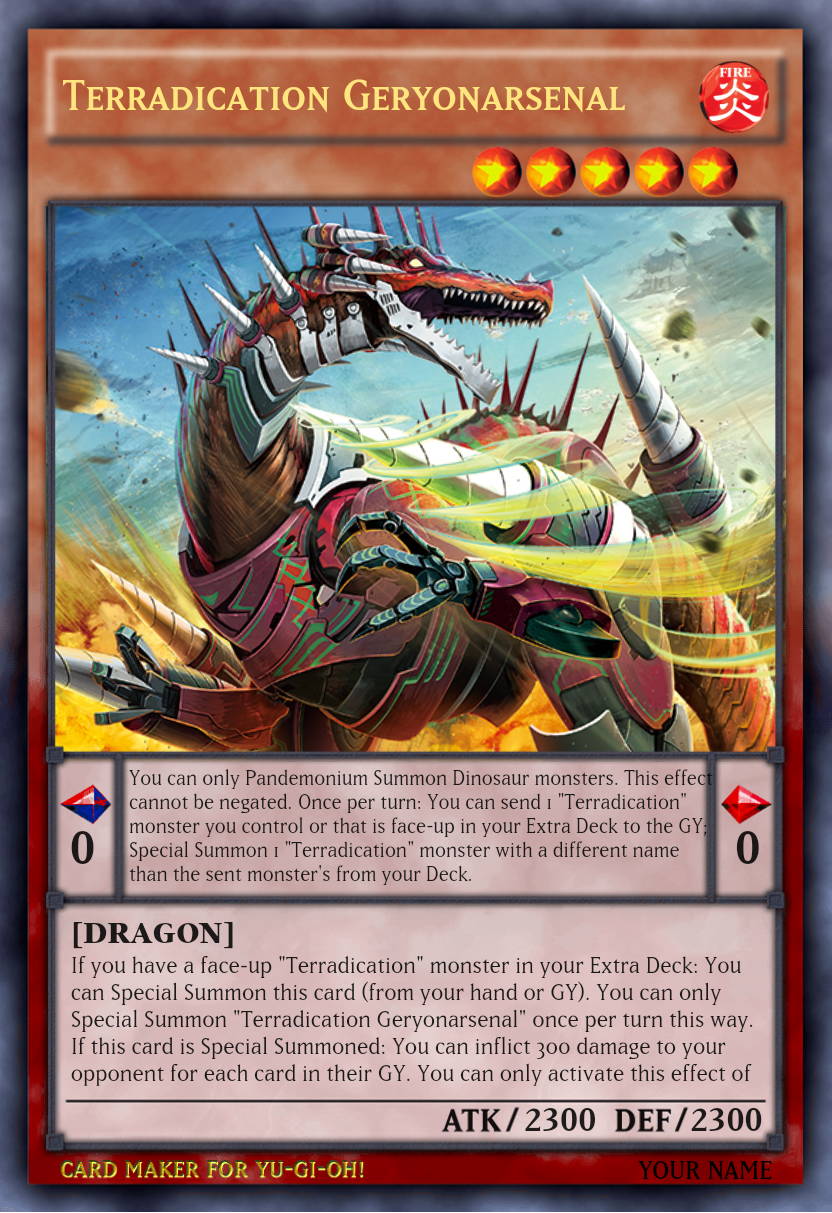 Terradication Geryonarsenal
FIRE
炎
You can only Pandemonium Summon Dinosaur monsters. This effect
cannot be negated. Once per turn: You can send 1 "Terradication"
monster you control or that is face-up in your Extra Deck to the GY;
Special Summon 1 "Terradication" monster with a different name
than the sent monster's from your Deck.
0
0
[DRAGON]
If you have a face-up "Terradication" monster in your Extra Deck: You
can Special Summon this card (from your hand or GY). You can only
Special Summon "Terradication Geryonarsenal" once per turn this way.
If this card is Special Summoned: You can inflict 300 damage to your
opponent for each card in their GY. You can only activate this effect of
ATK/2300 DEF/2300
CARD MAKER FOR YU-GI-OH!
YOUR NAME